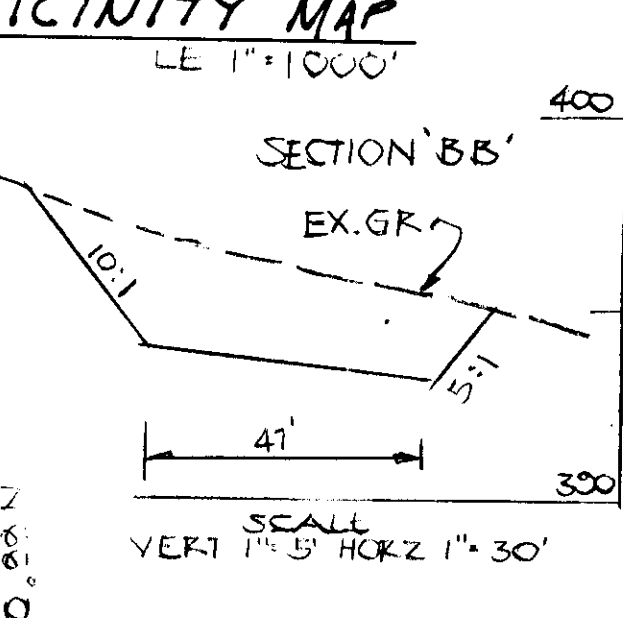 ICINITY MAP
LE 1"=1000'
400
SECTION 'BB'
EX.GR
10:1
5:1
47'
390
SCALE
VERT 1"=5' HORZ 1"=30'